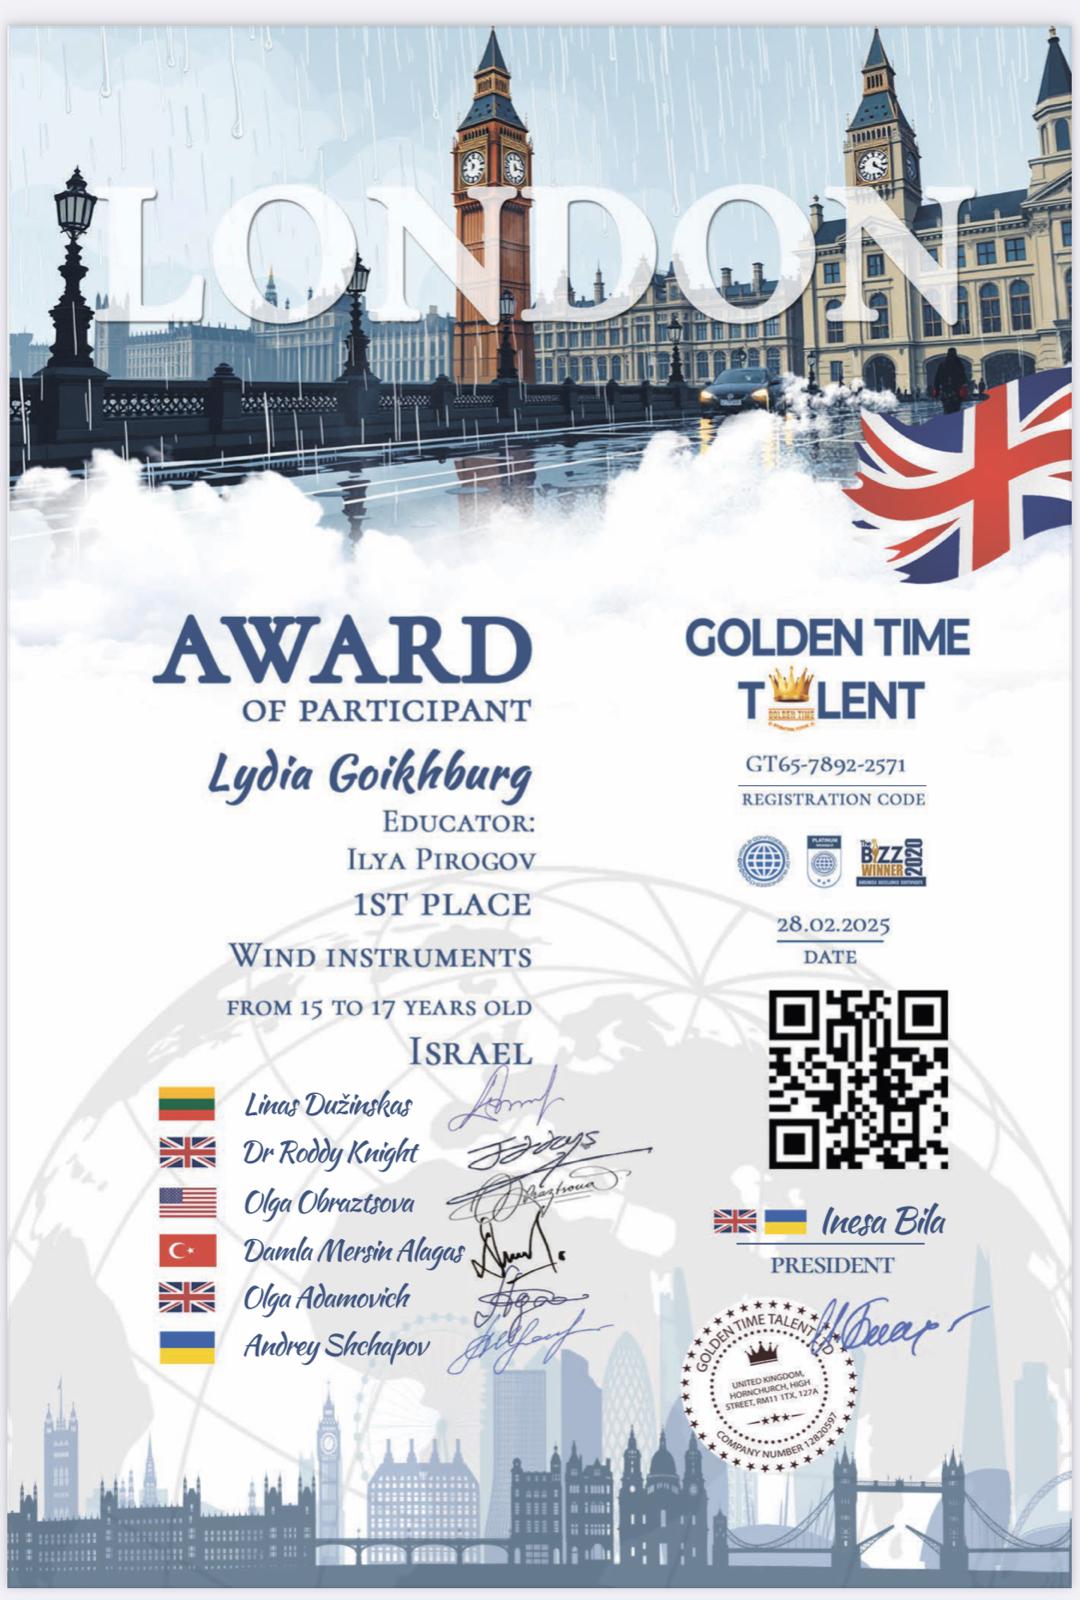 LONDON
AWARD
OF PARTICIPANT
Lydia Goikhburg
EDUCATOR:
ILYA PIROGOV
1ST PLACE
WIND INSTRUMENTS
FROM 15 TO 17 YEARS OLD
ISRAEL
Linas Dužinskas
Dr Roddy Knight
Olga Obraztsova
Damla Mersin Alagas
Olga Adamovich
Andrey Shchapov
GOLDEN TIME
TALENT
GOLDEN TIME
GT65-7892-2571
REGISTRATION CODE
PLATINUM
The BIZZ
WINNER
2020
28.02.2025
DATE
Inesa Bila
PRESIDENT
GOLDEN TIME TALENT LTD
UNITED KINGDOM,
HORNCHURCH, HIGH
STREET, RM11 1TX, 127A
COMPANY NUMBER 12820597